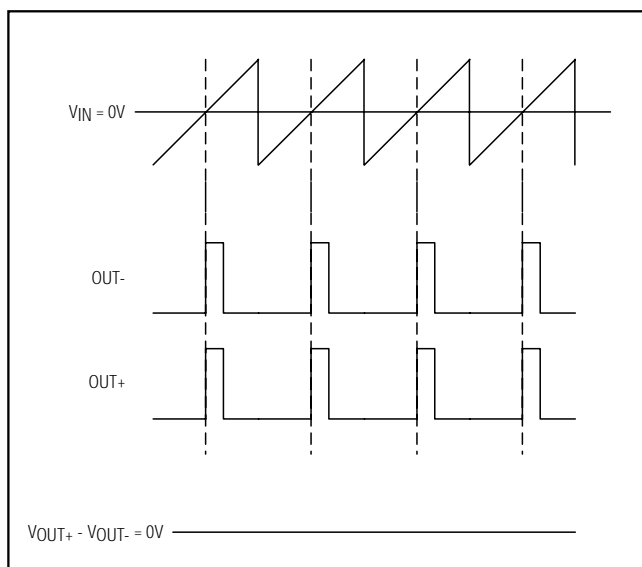 VIN = 0V
OUT-
OUT+
VOUT+ - VOUT- = 0V